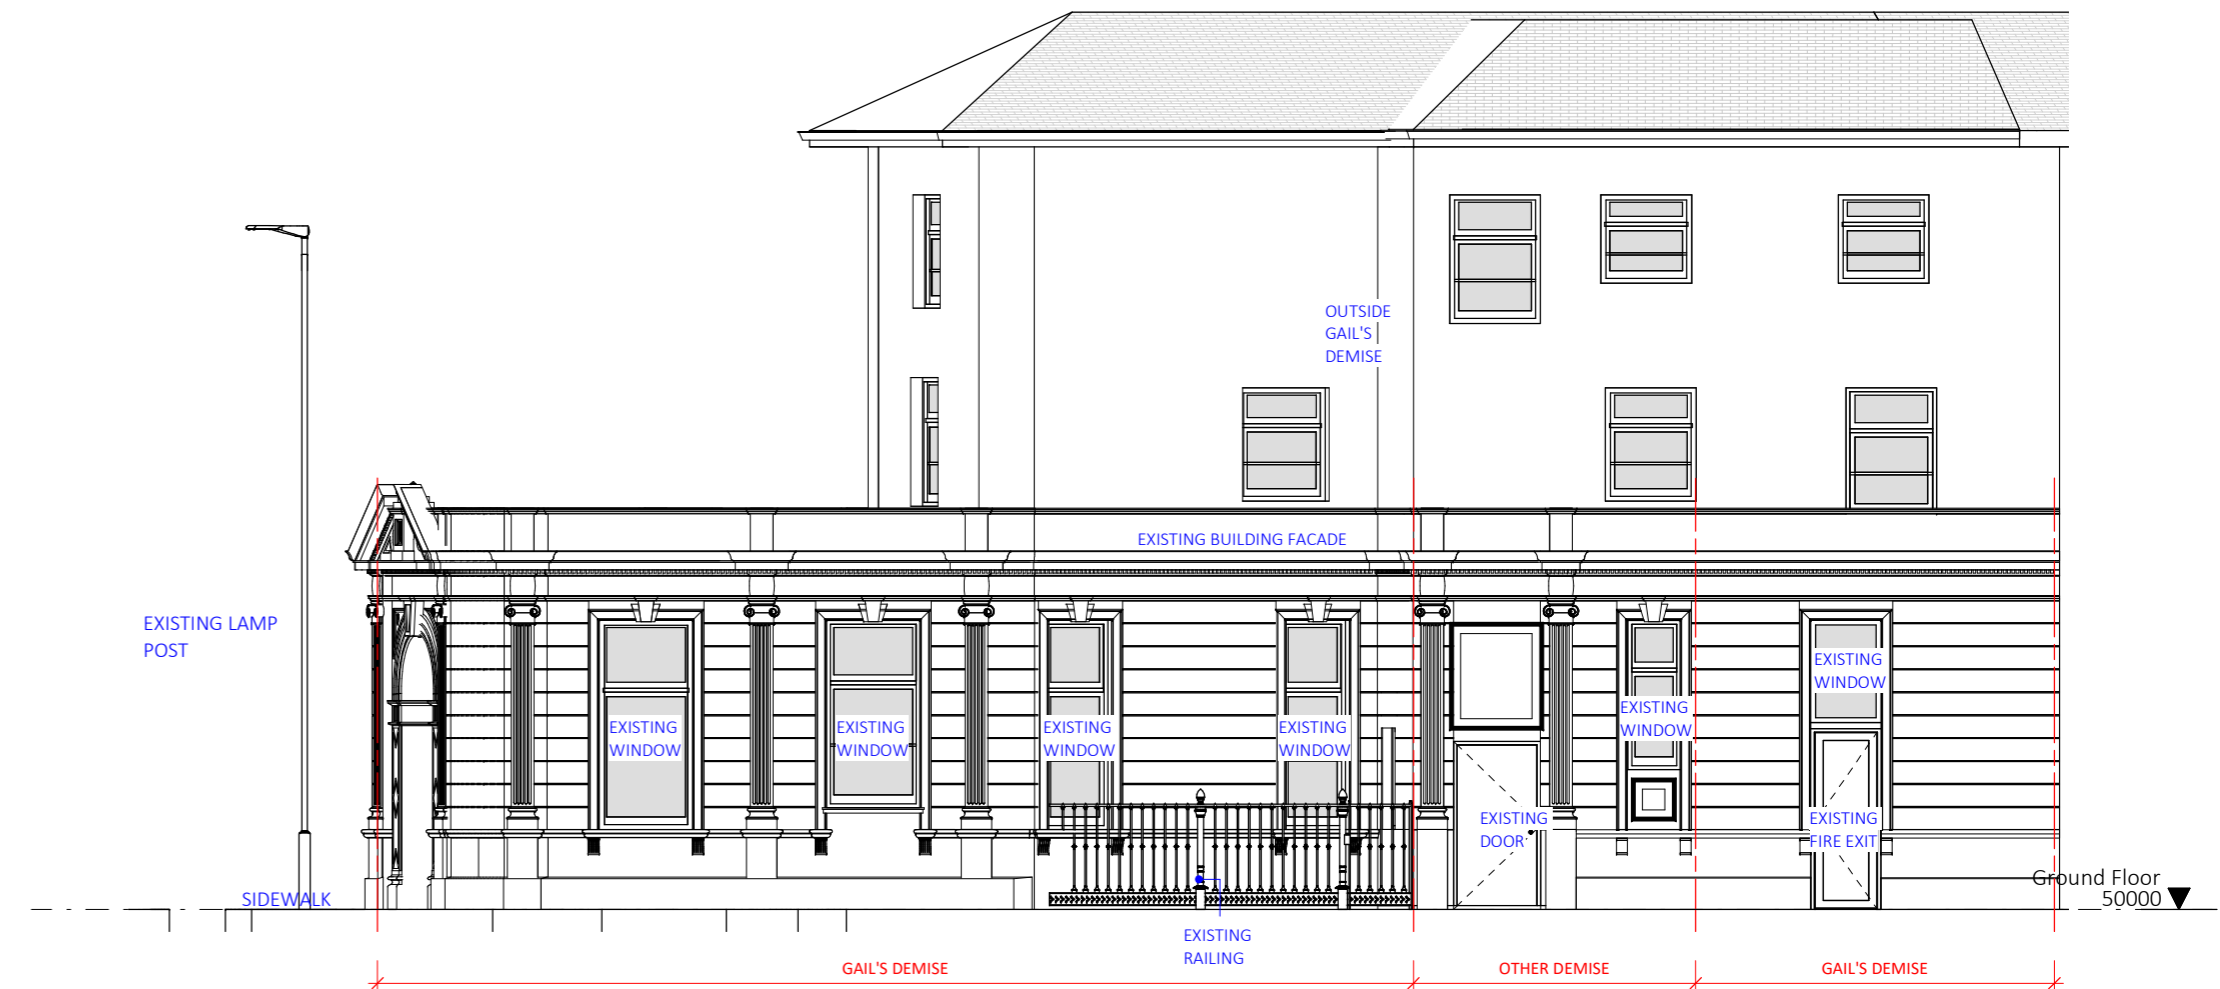 OUTSIDE
GAIL'S
DEMISE
EXISTING BUILDING FACADE
EXISTING LAMP
POST
EXISTING
WINDOW
EXISTING
WINDOW
EXISTING
WINDOW
EXISTING
WINDOW
EXISTING
WINDOW
EXISTING
WINDOW
EXISTING
DOOR
EXISTING
FIRE EXIT
SIDEWALK
Ground Floor
50000
EXISTING
RAILING
GAIL'S DEMISE
OTHER DEMISE
GAIL'S DEMISE